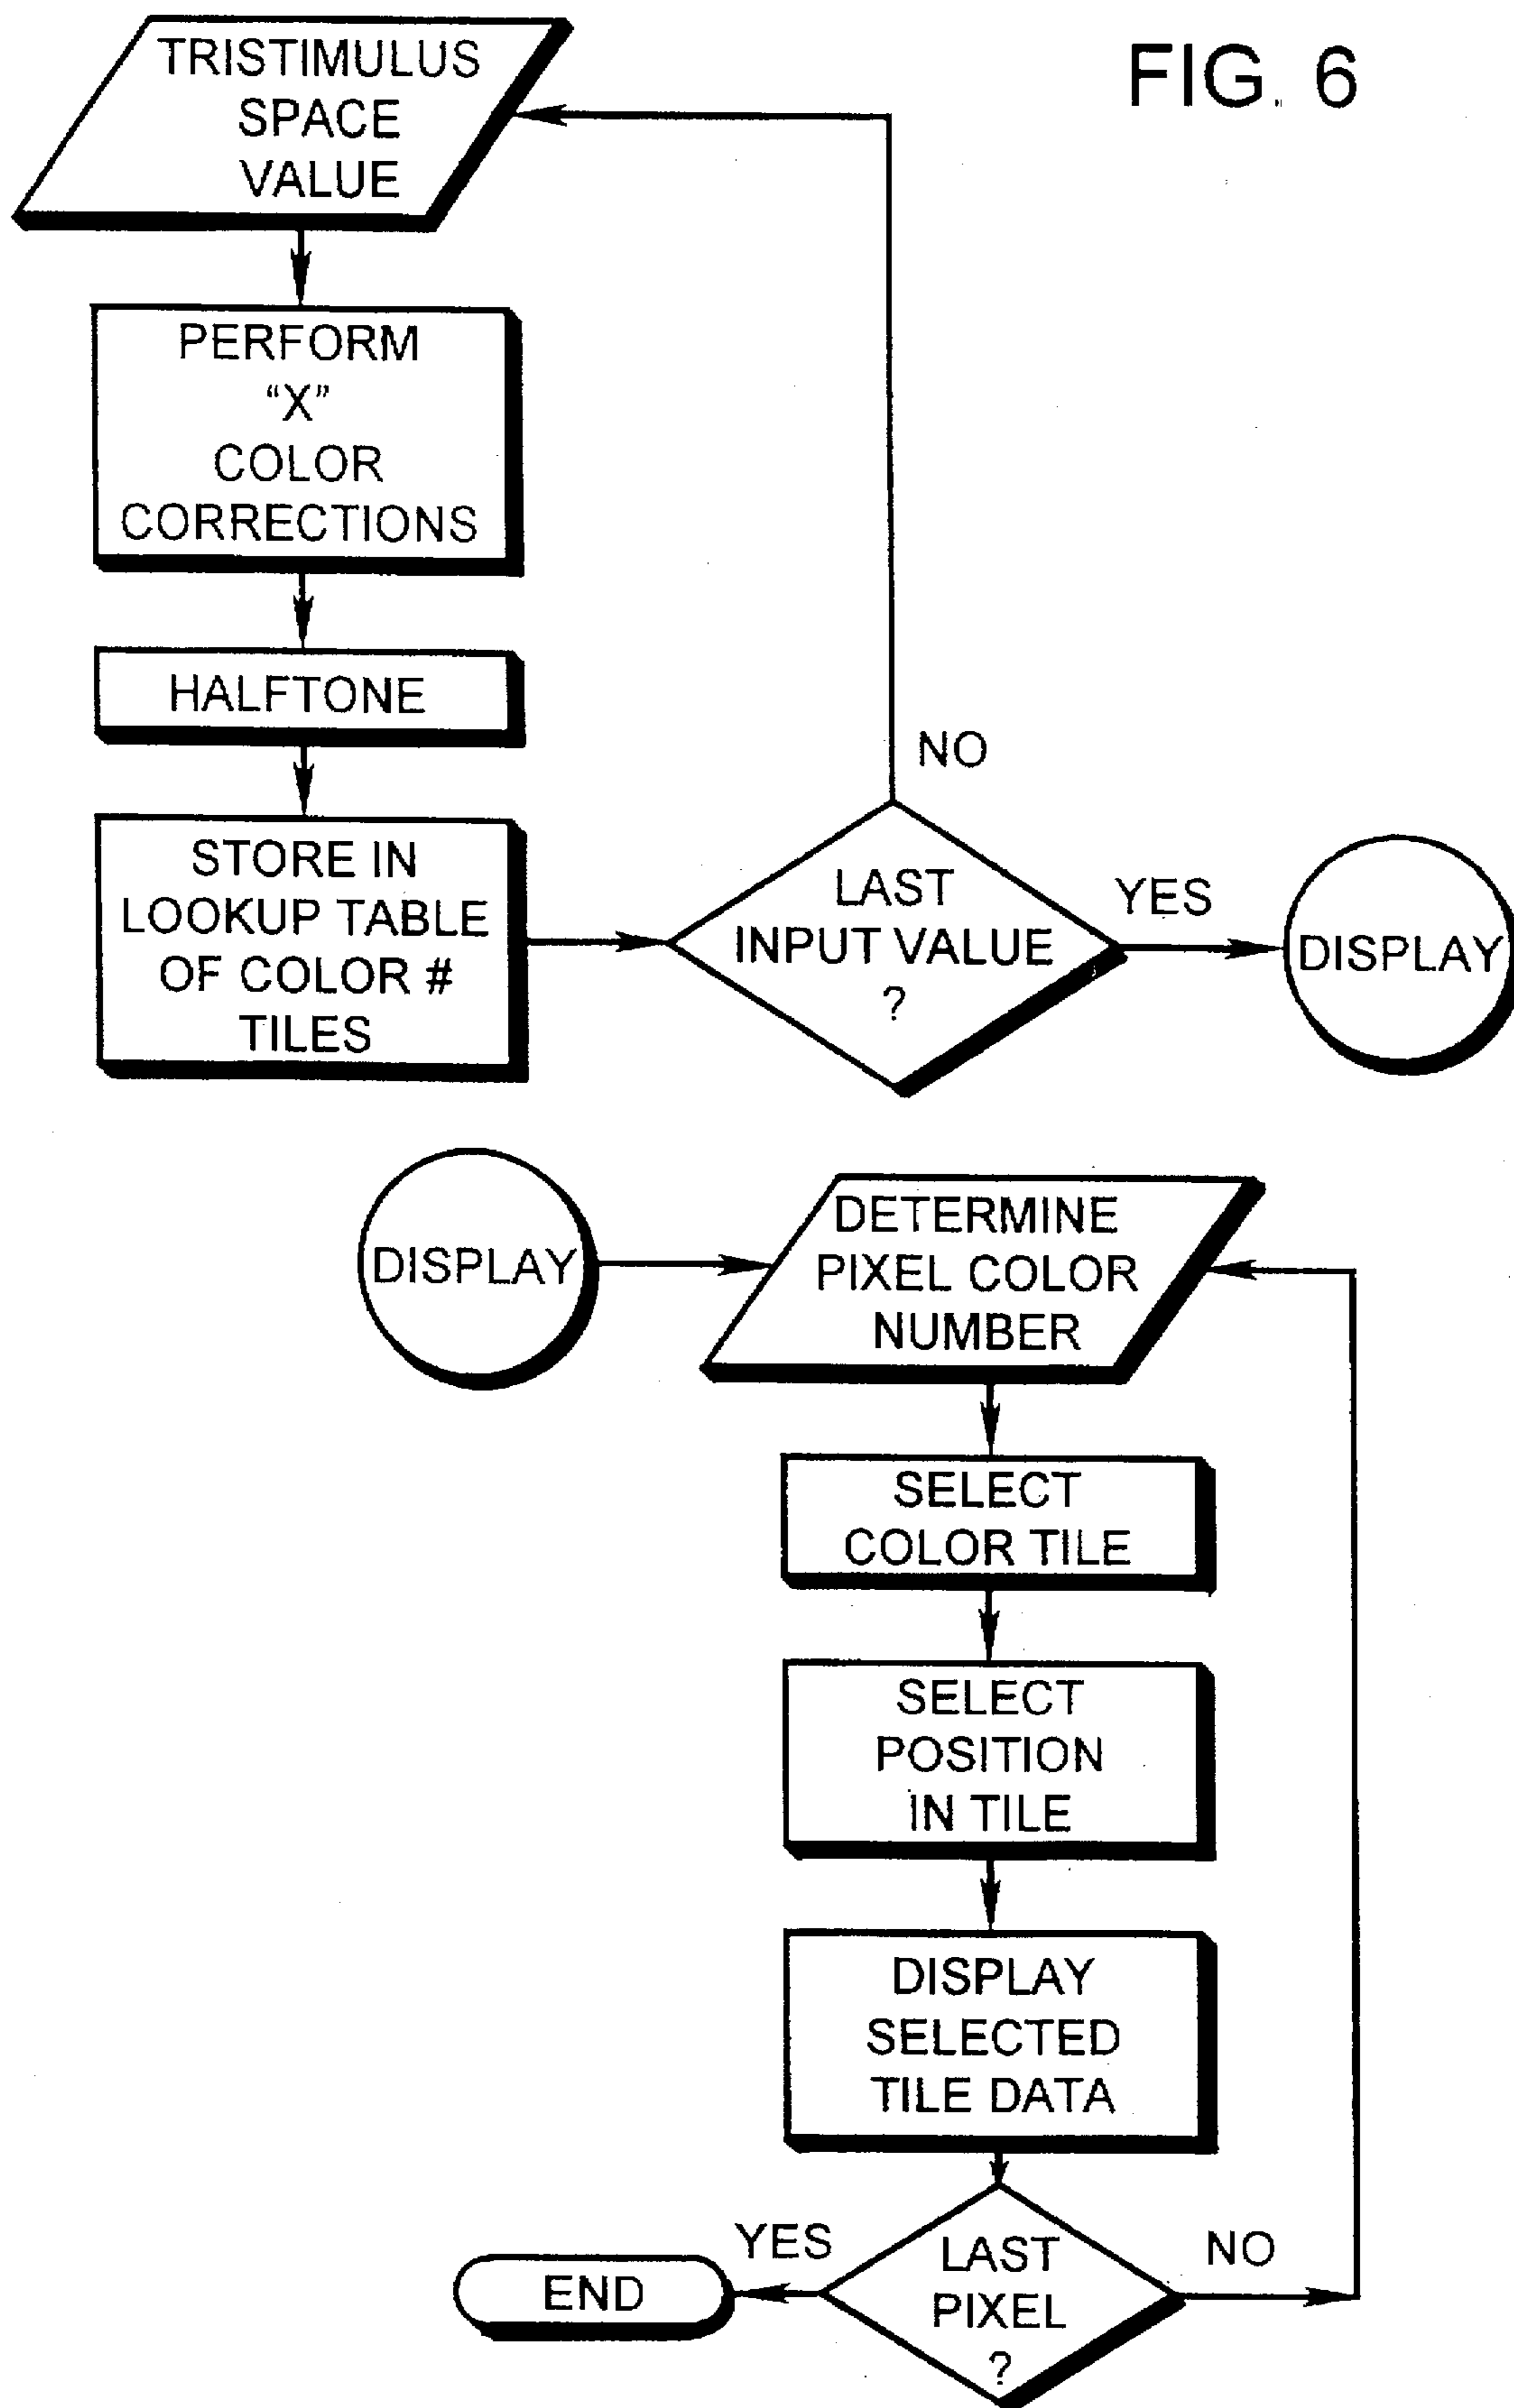 FIG. 6
TRISTIMULUS
SPACE
VALUE
PERFORM
“X”
COLOR
CORRECTIONS
HALFTONE
STORE IN
LOOKUP TABLE
OF COLOR #
TILES
NO
LAST
INPUT VALUE
?
YES
DISPLAY
DISPLAY
DETERMINE
PIXEL COLOR
NUMBER
SELECT
COLOR TILE
SELECT
POSITION
IN TILE
DISPLAY
SELECTED
TILE DATA
LAST
PIXEL
?
YES
END
NO